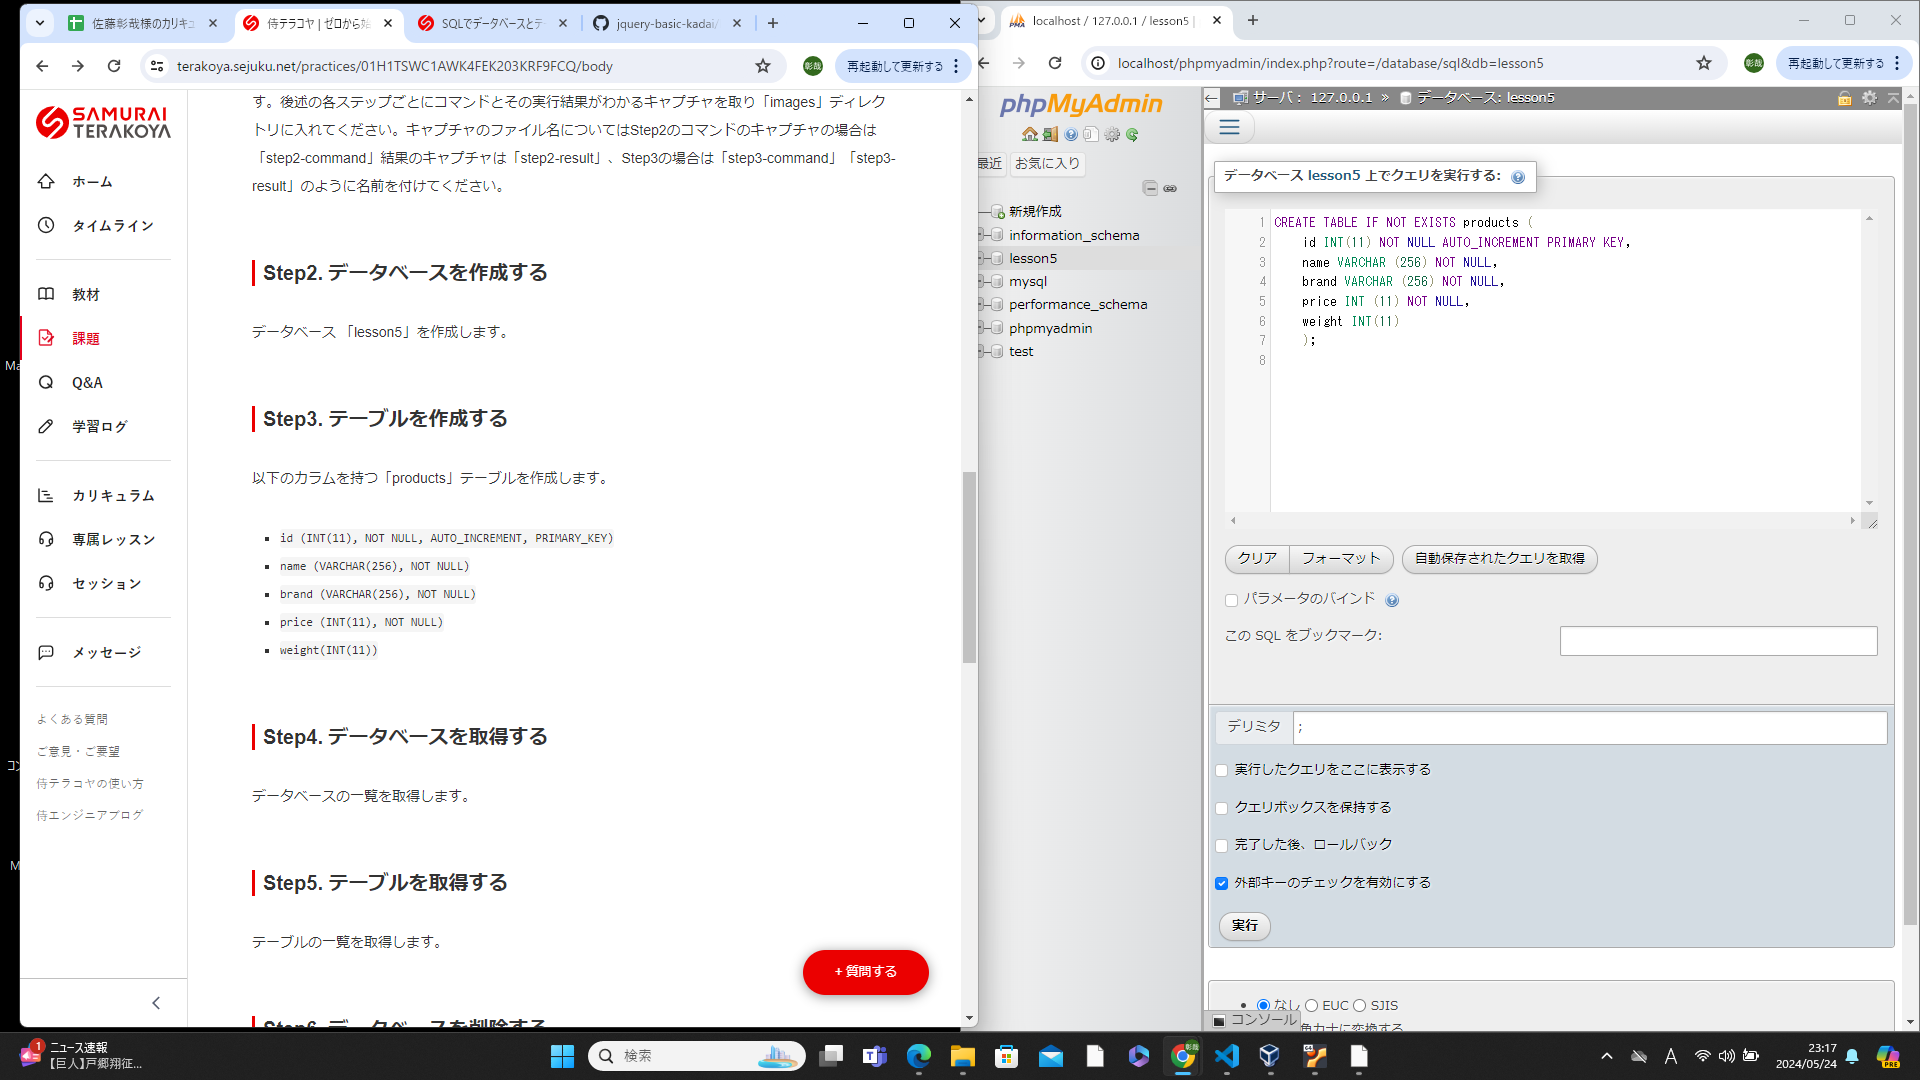 佐藤彰哉様のカリキュ
侍テラコヤ | ゼロから始
SQLでデータベースとデー
jquery-basic-kadai/
terakoya.sejuku.net/practices/01H1TSWC1AWK4FEK203KRF9FCQ/body
彰哉
再起動して更新する
SAMURAI
TERAKOYA
ホーム
タイムライン
教材
課題
Q&A
学習ログ
カリキュラム
専属レッスン
セッション
メッセージ
よくある質問
ご意見・ご要望
侍テラコヤの使い方
侍エンジニアブログ
す。後述の各ステップごとにコマンドとその実行結果がわかるキャプチャを取り「images」ディレク
トリに入れてください。キャプチャのファイル名についてはStep2のコマンドのキャプチャの場合は
「step2-command」結果のキャプチャは「step2-result」、Step3の場合は「step3-command」「step3-
result」のように名前を付けてください。
Step2. データベースを作成する
データベース 「lesson5」を作成します。
Step3. テーブルを作成する
以下のカラムを持つ「products」テーブルを作成します。
id (INT(11), NOT NULL, AUTO_INCREMENT, PRIMARY_KEY)
name (VARCHAR(256), NOT NULL)
brand (VARCHAR(256), NOT NULL)
price (INT(11), NOT NULL)
weight(INT(11))
Step4. データベースを取得する
データベースの一覧を取得します。
Step5. テーブルを取得する
テーブルの一覧を取得します。
Step6. データベースを削除する
+ 質問する
localhost / 127.0.0.1 / lesson5 |
localhost/phpmyadmin/index.php?route=/database/sql&db=lesson5
彰哉
再起動して更新する
phpMyAdmin
最近
お気に入り
新規作成
information_schema
lesson5
mysql
performance_schema
phpmyadmin
test
サーバ： 127.0.0.1 » データベース: lesson5
データベース lesson5 上でクエリを実行する:
1 CREATE TABLE IF NOT EXISTS products (
2 id INT(11) NOT NULL AUTO_INCREMENT PRIMARY KEY,
3 name VARCHAR (256) NOT NULL,
4 brand VARCHAR (256) NOT NULL,
5 price INT (11) NOT NULL,
6 weight INT(11)
7 );
8
クリア
フォーマット
自動保存されたクエリを取得
パラメータのバインド
この SQL をブックマーク:
デリミタ
;
実行したクエリをここに表示する
クエリボックスを保持する
完了した後、ロールバック
外部キーのチェックを有効にする
実行
なし EUC SJIS
コンソール
角カナに変換する
1
ニュース速報
【巨人】戸郷翔征...
検索
A
23:17
2024/05/24
PRE